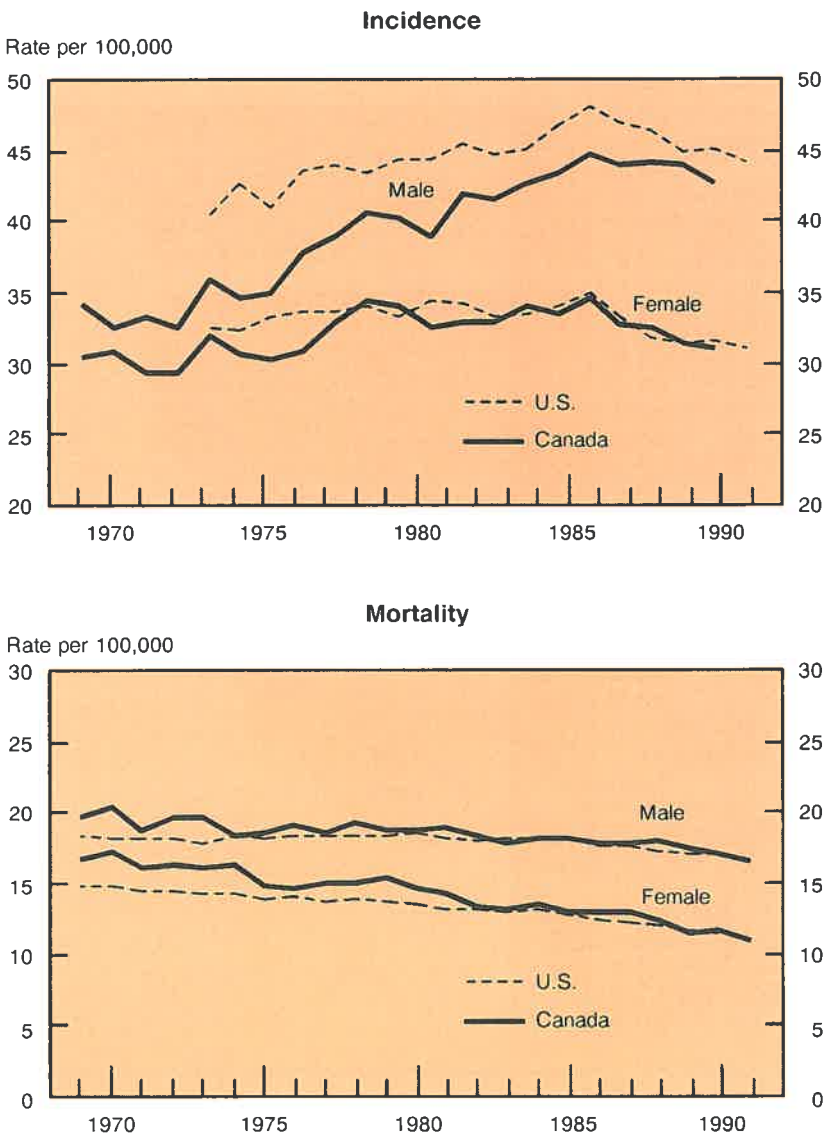 Incidence
Rate per 100,000
50 50
45 45
Male
40 40
35 35
Female
30 30
U.S.
25 25
Canada
20 20
1970 1975 1980 1985 1990
Mortality
Rate per 100,000
30 30
25 25
20 20
Male
15 15
Female
10 10
U.S.
5 5
Canada
0 0
1970 1975 1980 1985 1990